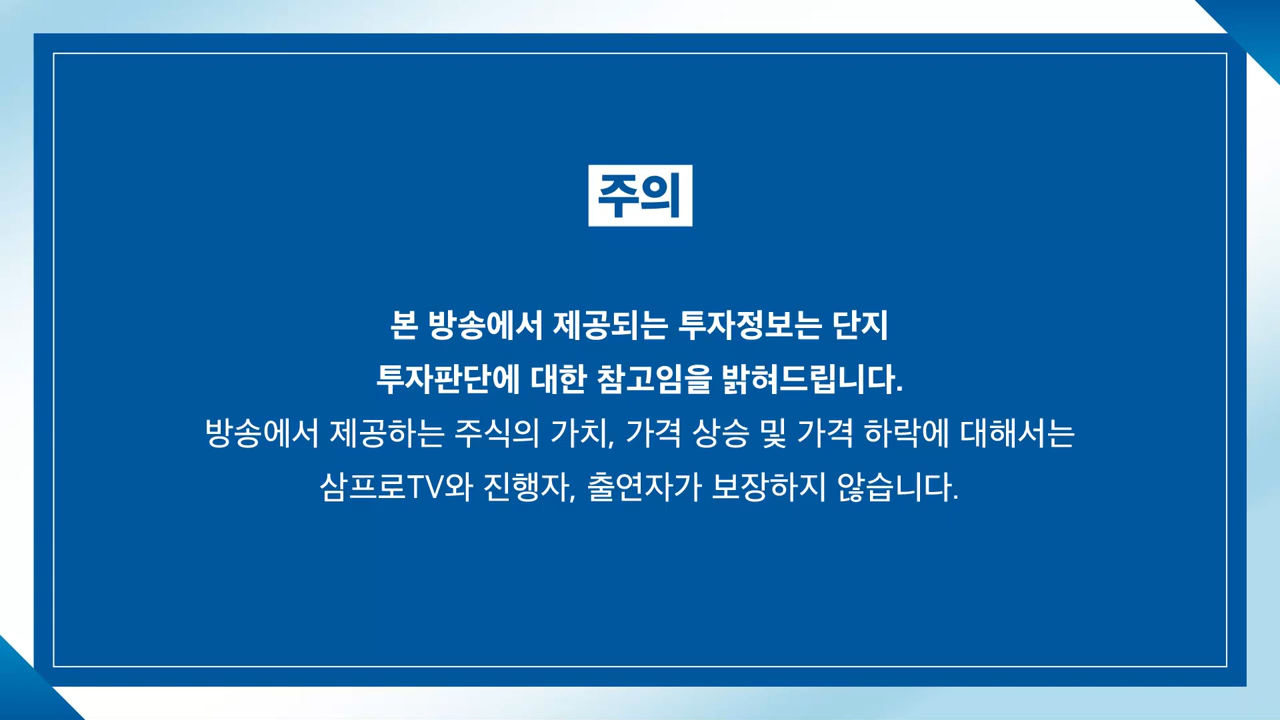 주의
본 방송에서 제공되는 투자정보는 단지
투자판단에 대한 참고임을 밝혀드립니다.
방송에서 제공하는 주식의 가치, 가격 상승 및 가격 하락에 대해서는
삼프로TV와 진행자, 출연자가 보장하지 않습니다.